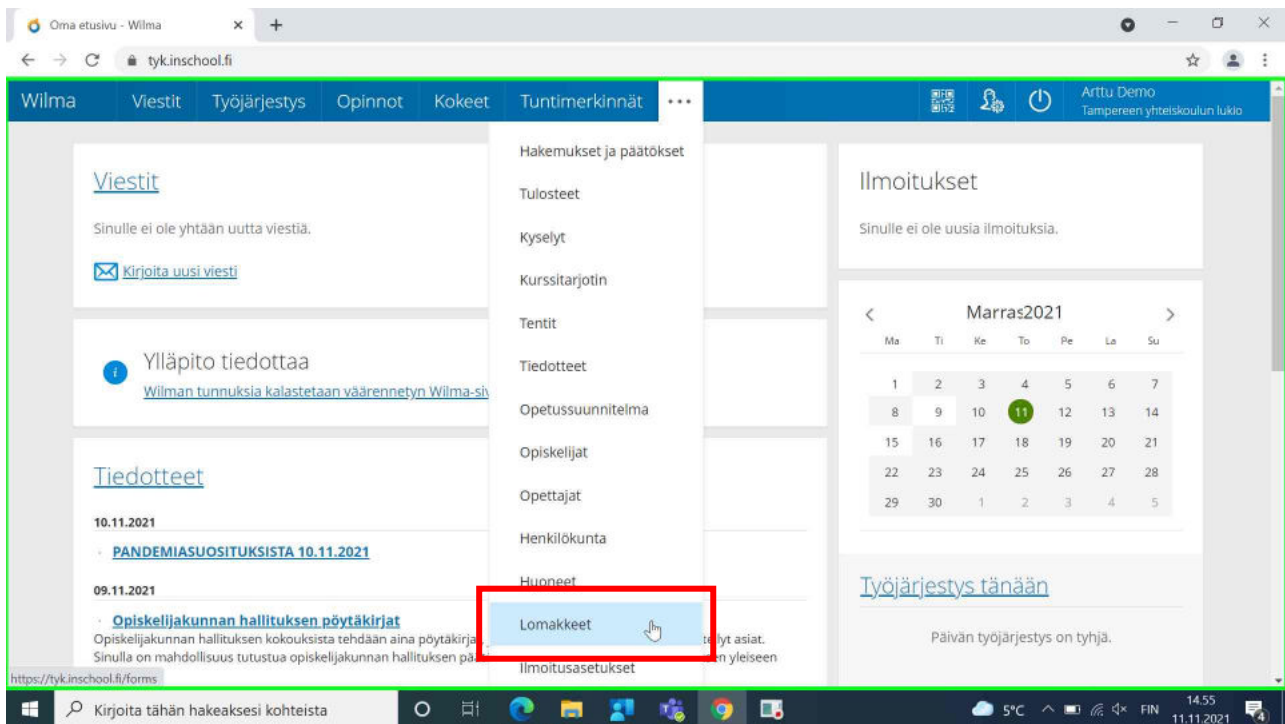 Oma etusivu - Wilma
tyk.inschool.fi
Wilma Viestit Työjärjestys Opinnot Kokeet Tuntimerkinnät
Arttu Demo
Tampereen yhteiskoulun lukio
Viestit
Sinulle ei ole yhtään uutta viestiä.
Kirjoita uusi viesti
Ylläpito tiedottaa
Wilman tunnuksia kalastetaan väärennetyn Wilma-siv
Tiedotteet
10.11.2021
PANDEMIASUOSITUKSISTA 10.11.2021
09.11.2021
Opiskelijakunnan hallituksen pöytäkirjat
Opiskelijakunnan hallituksen kokouksista tehdään aina pöytäkirja, asiat.
Sinulla on mahdollisuus tutustua opiskelijakunnan hallituksen yleiseen
https://tyk.inschool.fi/forms
Hakemukset ja päätökset
Tulosteet
Kyselyt
Kurssitarjotin
Tentit
Tiedotteet
Opetussuunnitelma
Opiskelijat
Opettajat
Henkilökunta
Huoneet
Lomakkeet
Ilmoitusasetukset
Ilmoitukset
Sinulle ei ole uusia ilmoituksia.
Marras2021
Ma Ti Ke To Pe La Su
1 2 3 4 5 6 7
8 9 10 11 12 13 14
15 16 17 18 19 20 21
22 23 24 25 26 27 28
29 30 1 2 3 4 5
Työjärjestys tänään
Päivän työjärjestys on tyhjä.
Kirjoita tähän hakeaksesi kohteista
5°C FIN
14.55
11.11.2021
4